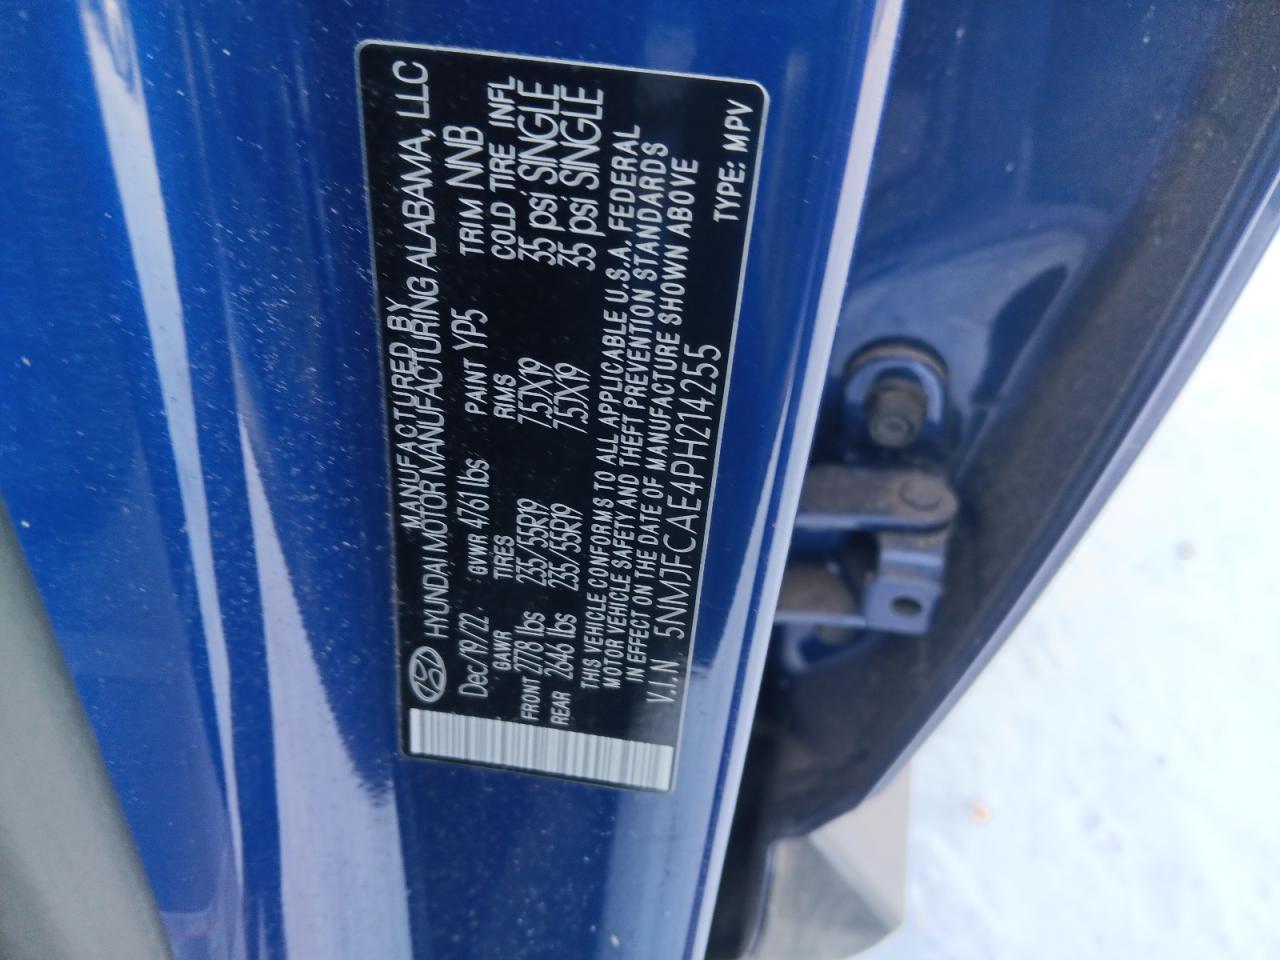 MANUFACTURED BY
HYUNDAI MOTOR MANUFACTURING ALABAMA, LLC
Dec/19/22 GVWR 4761 lbs PAINT YP5 TRIM NNB
GAWR TIRES RIMS COLD TIRE INFL
FRONT 2778 lbs 235/55R19 7.5JX19 35 psi SINGLE
REAR 2646 lbs 235/55R19 7.5JX19 35 psi SINGLE
THIS VEHICLE CONFORMS TO ALL APPLICABLE U.S.A. FEDERAL
MOTOR VEHICLE SAFETY AND THEFT PREVENTION STANDARDS
IN EFFECT ON THE DATE OF MANUFACTURE SHOWN ABOVE
V.I.N. 5NMJFCAE4PH214255 TYPE: MPV